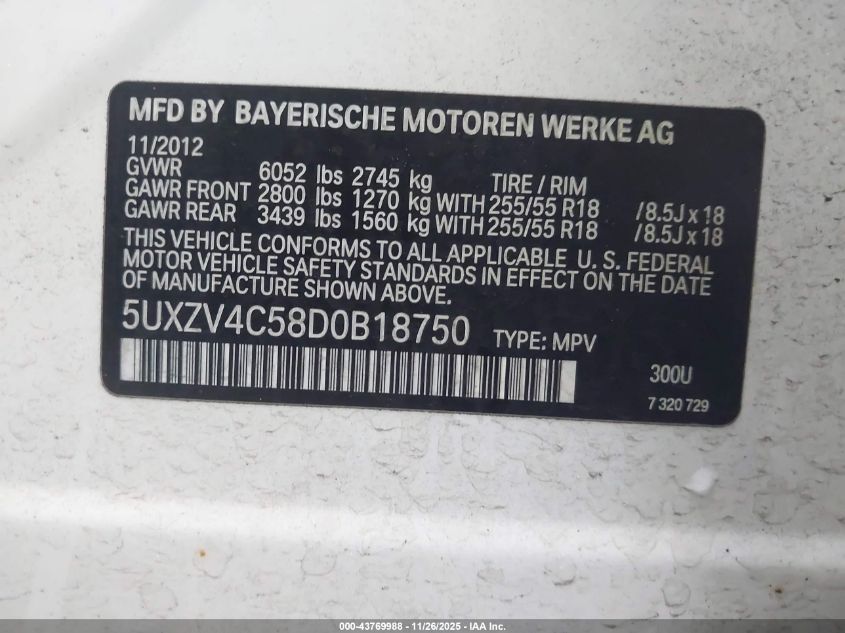 MFD BY BAYERISCHE MOTOREN WERKE AG
11/2012
GVWR 6052 lbs 2745 kg TIRE / RIM
GAWR FRONT 2800 lbs 1270 kg WITH 255/55 R18 /8.5J x 18
GAWR REAR 3439 lbs 1560 kg WITH 255/55 R18 /8.5J x 18
THIS VEHICLE CONFORMS TO ALL APPLICABLE U. S. FEDERAL
MOTOR VEHICLE SAFETY STANDARDS IN EFFECT ON THE DATE
OF MANUFACTURE SHOWN ABOVE.
5UXZV4C58D0B18750 TYPE: MPV
300U
7 320 729
000-43769988 - 11/26/2025 - IAA Inc.